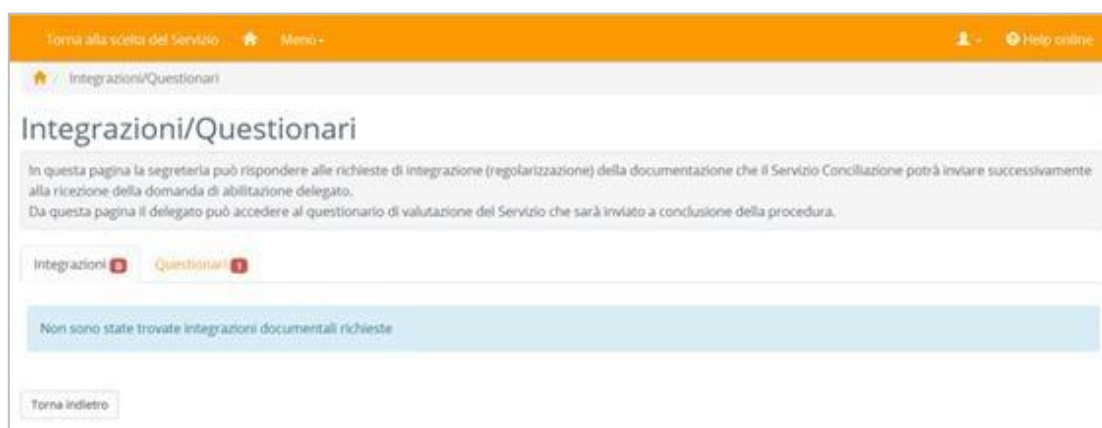 Torna alla scelta del Servizio Menù Help online
/ Integrazioni/Questionari
Integrazioni/Questionari
In questa pagina la segreteria può rispondere alle richieste di integrazione (regolarizzazione) della documentazione che il Servizio Conciliazione potrà inviare successivamente
alla ricezione della domanda di abilitazione delegato.
Da questa pagina il delegato può accedere al questionario di valutazione del Servizio che sarà inviato a conclusione della procedura.
Integrazioni 0 Questionari 1
Non sono state trovate integrazioni documentali richieste
Torna indietro